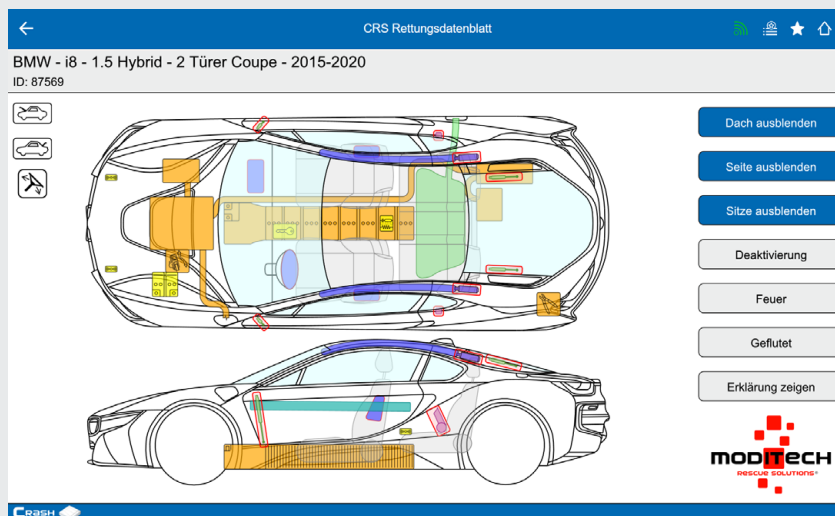 CRS Rettungsdatenblatt
BMW - i8 - 1.5 Hybrid - 2 Türer Coupe - 2015-2020
ID: 87569
Dach ausblenden
Seite ausblenden
Sitze ausblenden
Deaktivierung
Feuer
Geflutet
Erklärung zeigen
MODITECH
RESCUE SOLUTIONS®
CRASH